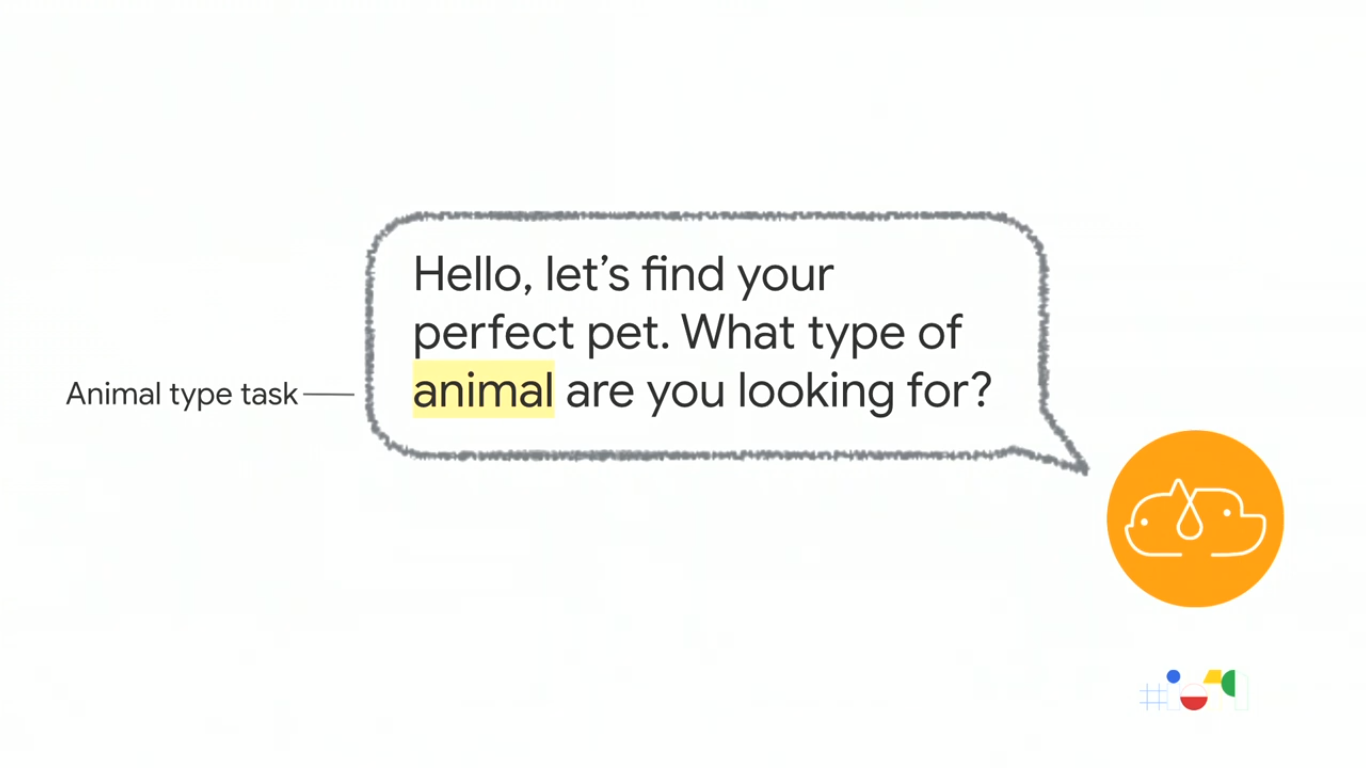 Hello, let’s find your
perfect pet. What type of
animal are you looking for?
Animal type task